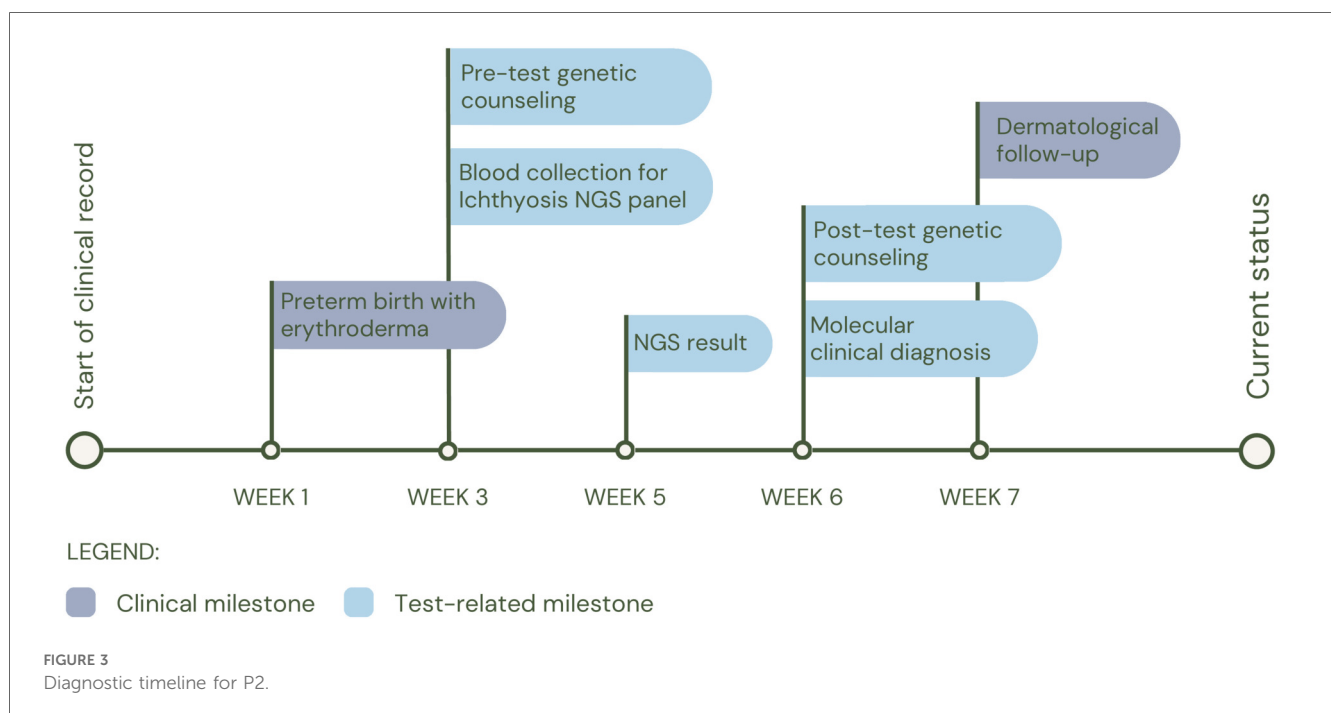 Start of clinical record
Preterm birth with
erythroderma
Pre-test genetic
counseling
Blood collection for
Ichthyosis NGS panel
NGS result
Post-test genetic
counseling
Molecular
clinical diagnosis
Dermatological
follow-up
Current status
WEEK 1
WEEK 3
WEEK 5
WEEK 6
WEEK 7
LEGEND:
Clinical milestone
Test-related milestone
FIGURE 3
Diagnostic timeline for P2.